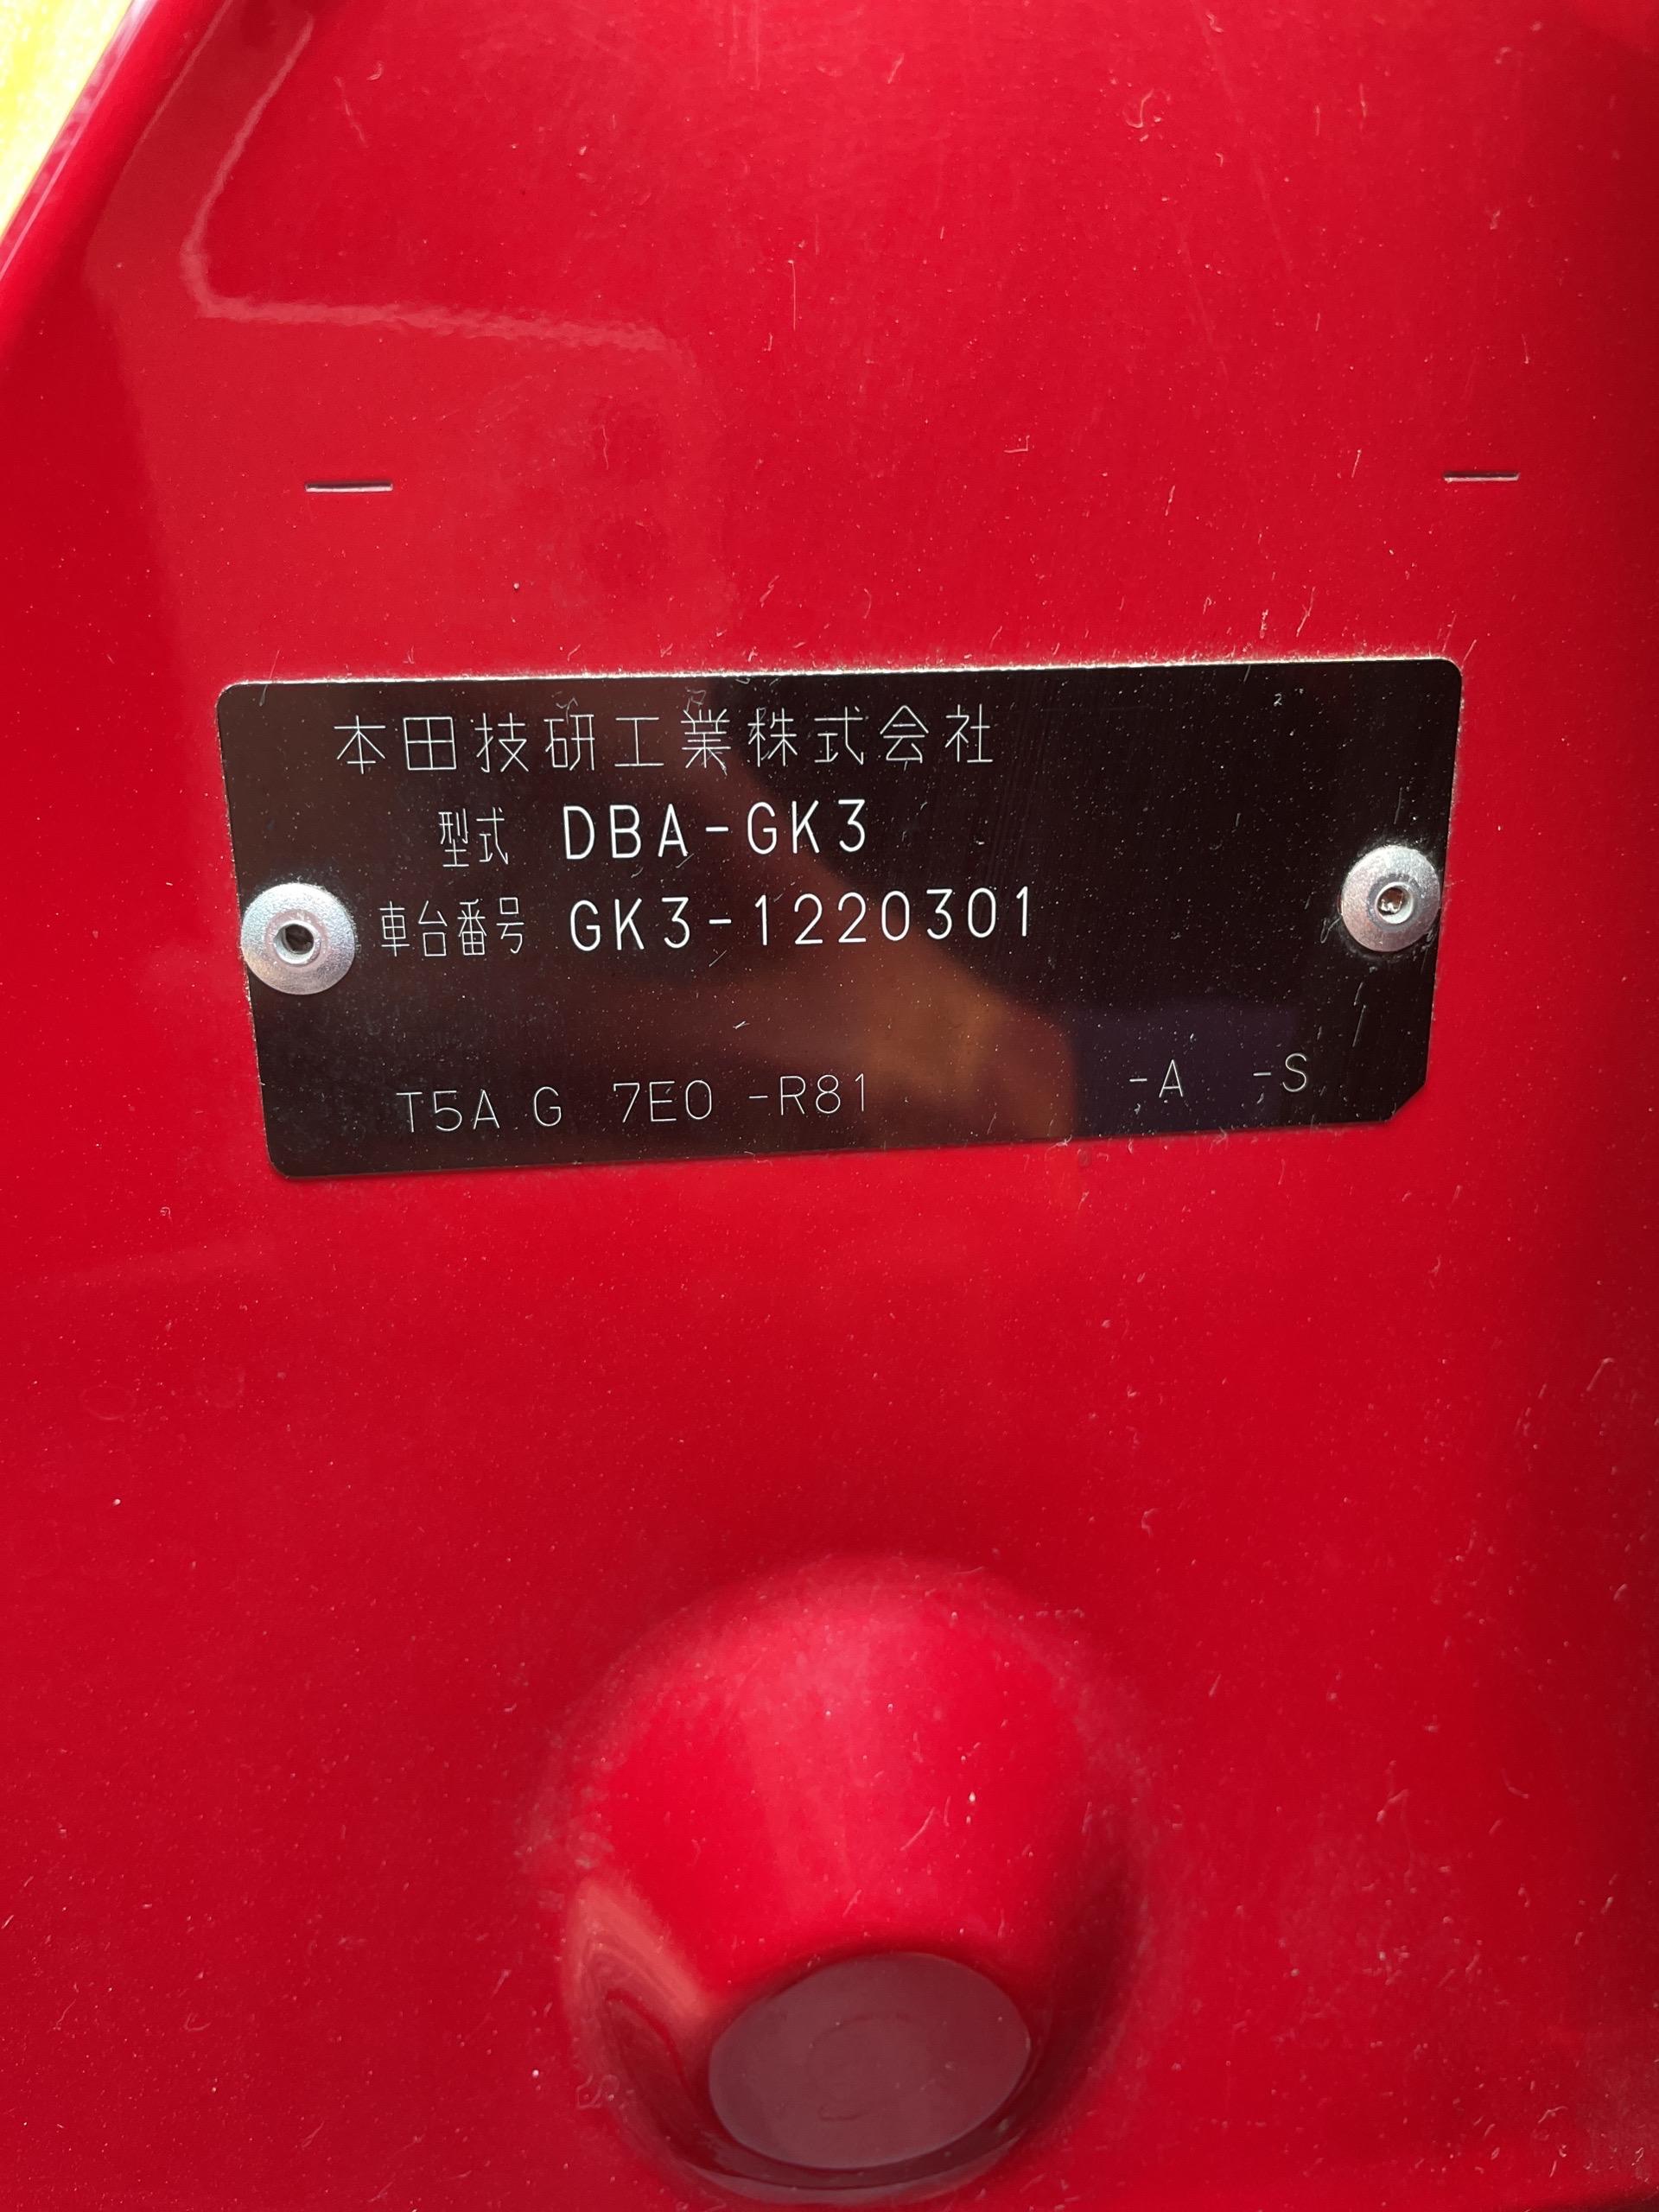 本田技研工業株式会社
型式 DBA-GK3
車台番号 GK3-1220301
T5A G 7E0 -R81 -A -S